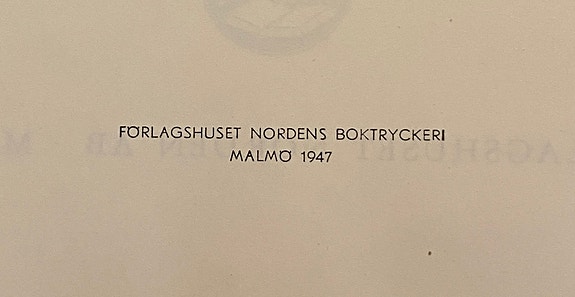 FÖRLAGSHUSET NORDENS BOKTRYCKERI
MALMÖ 1947